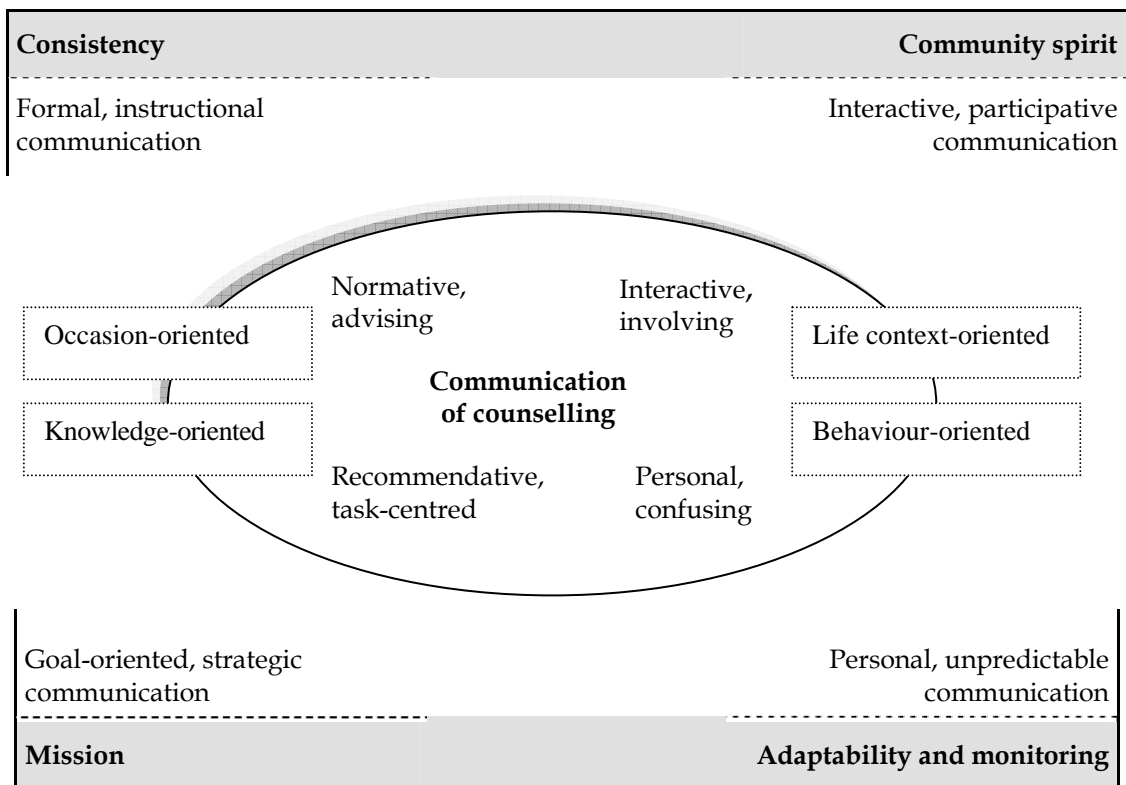 Consistency
Community spirit
Formal, instructional
communication
Interactive, participative
communication
Normative,
advising
Interactive,
involving
Occasion-oriented
Life context-oriented
Communication
of counselling
Knowledge-oriented
Behaviour-oriented
Recommendative,
task-centred
Personal,
confusing
Goal-oriented, strategic
communication
Personal, unpredictable
communication
Mission
Adaptability and monitoring